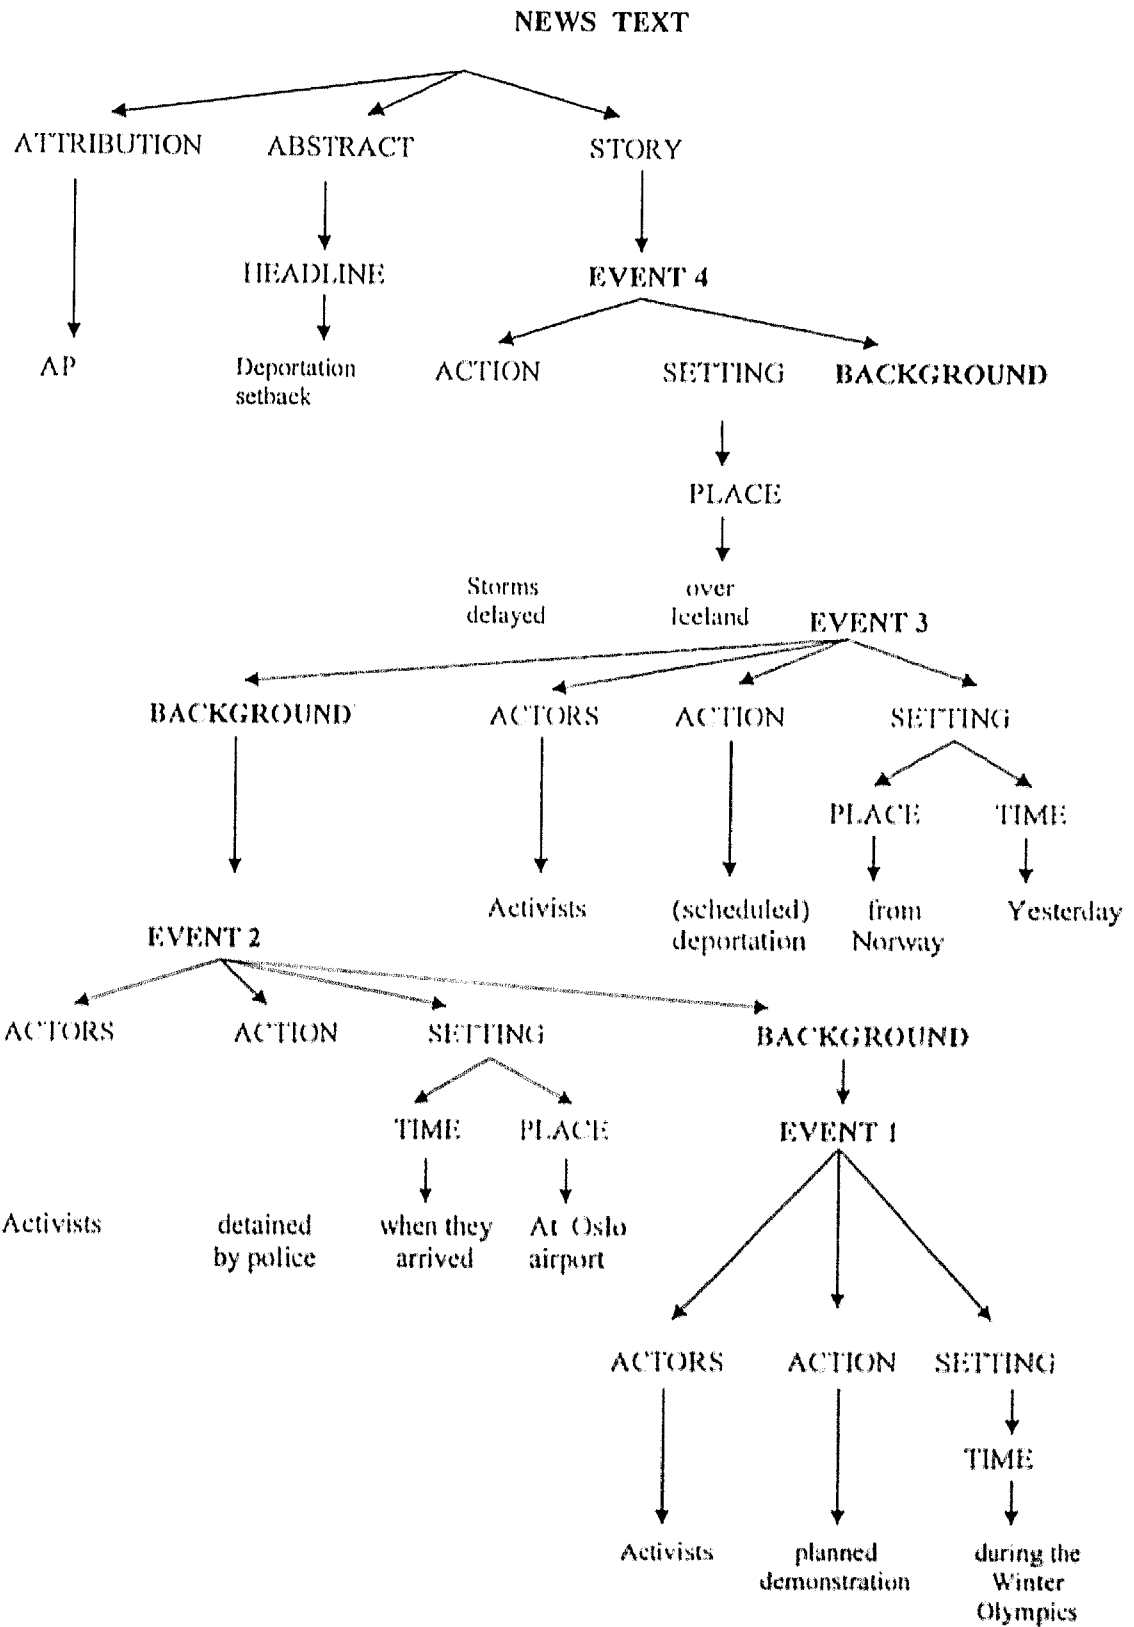 NEWS TEXT
ATTRIBUTION
ABSTRACT
STORY
HEADLINE
EVENT 4
AP
Deportation
setback
ACTION
SETTING
BACKGROUND
PLACE
Storms
delayed
over
Iceland
EVENT 3
BACKGROUND
ACTORS
ACTION
SETTING
PLACE
TIME
Activists
(scheduled)
deportation
from
Norway
Yesterday
EVENT 2
ACTORS
ACTION
SETTING
BACKGROUND
TIME
PLACE
EVENT 1
Activists
detained
by police
when they
arrived
At Oslo
airport
ACTORS
ACTION
SETTING
TIME
Activists
planned
demonstration
during the
Winter
Olympics